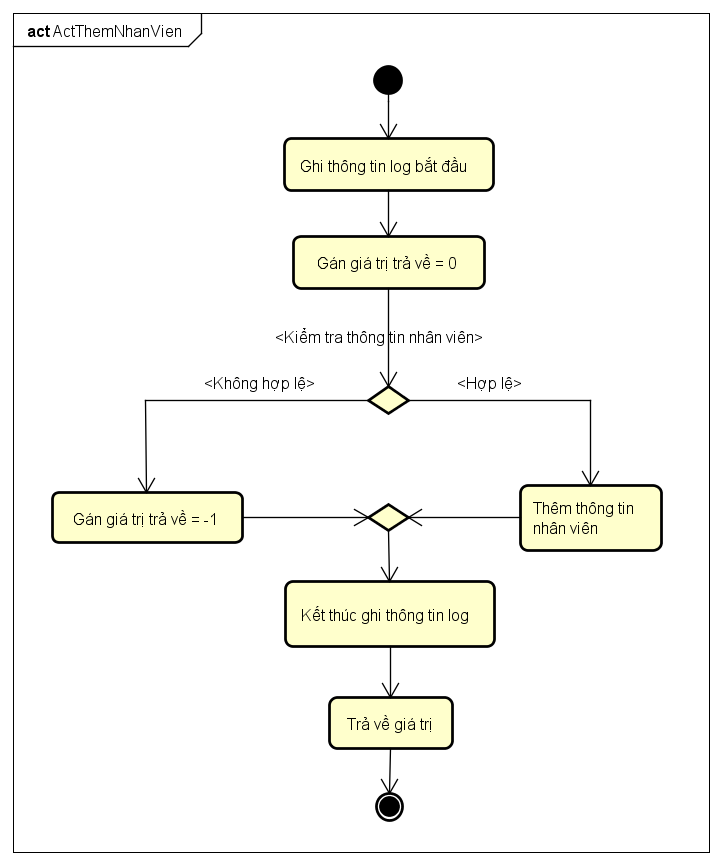 act ActThemNhanVien
Ghi thông tin log bắt đầu
Gán giá trị trả về = 0
<Kiểm tra thông tin nhân viên>
<Không hợp lệ>
<Hợp lệ>
Gán giá trị trả về = -1
Thêm thông tin
nhân viên
Kết thúc ghi thông tin log
Trả về giá trị